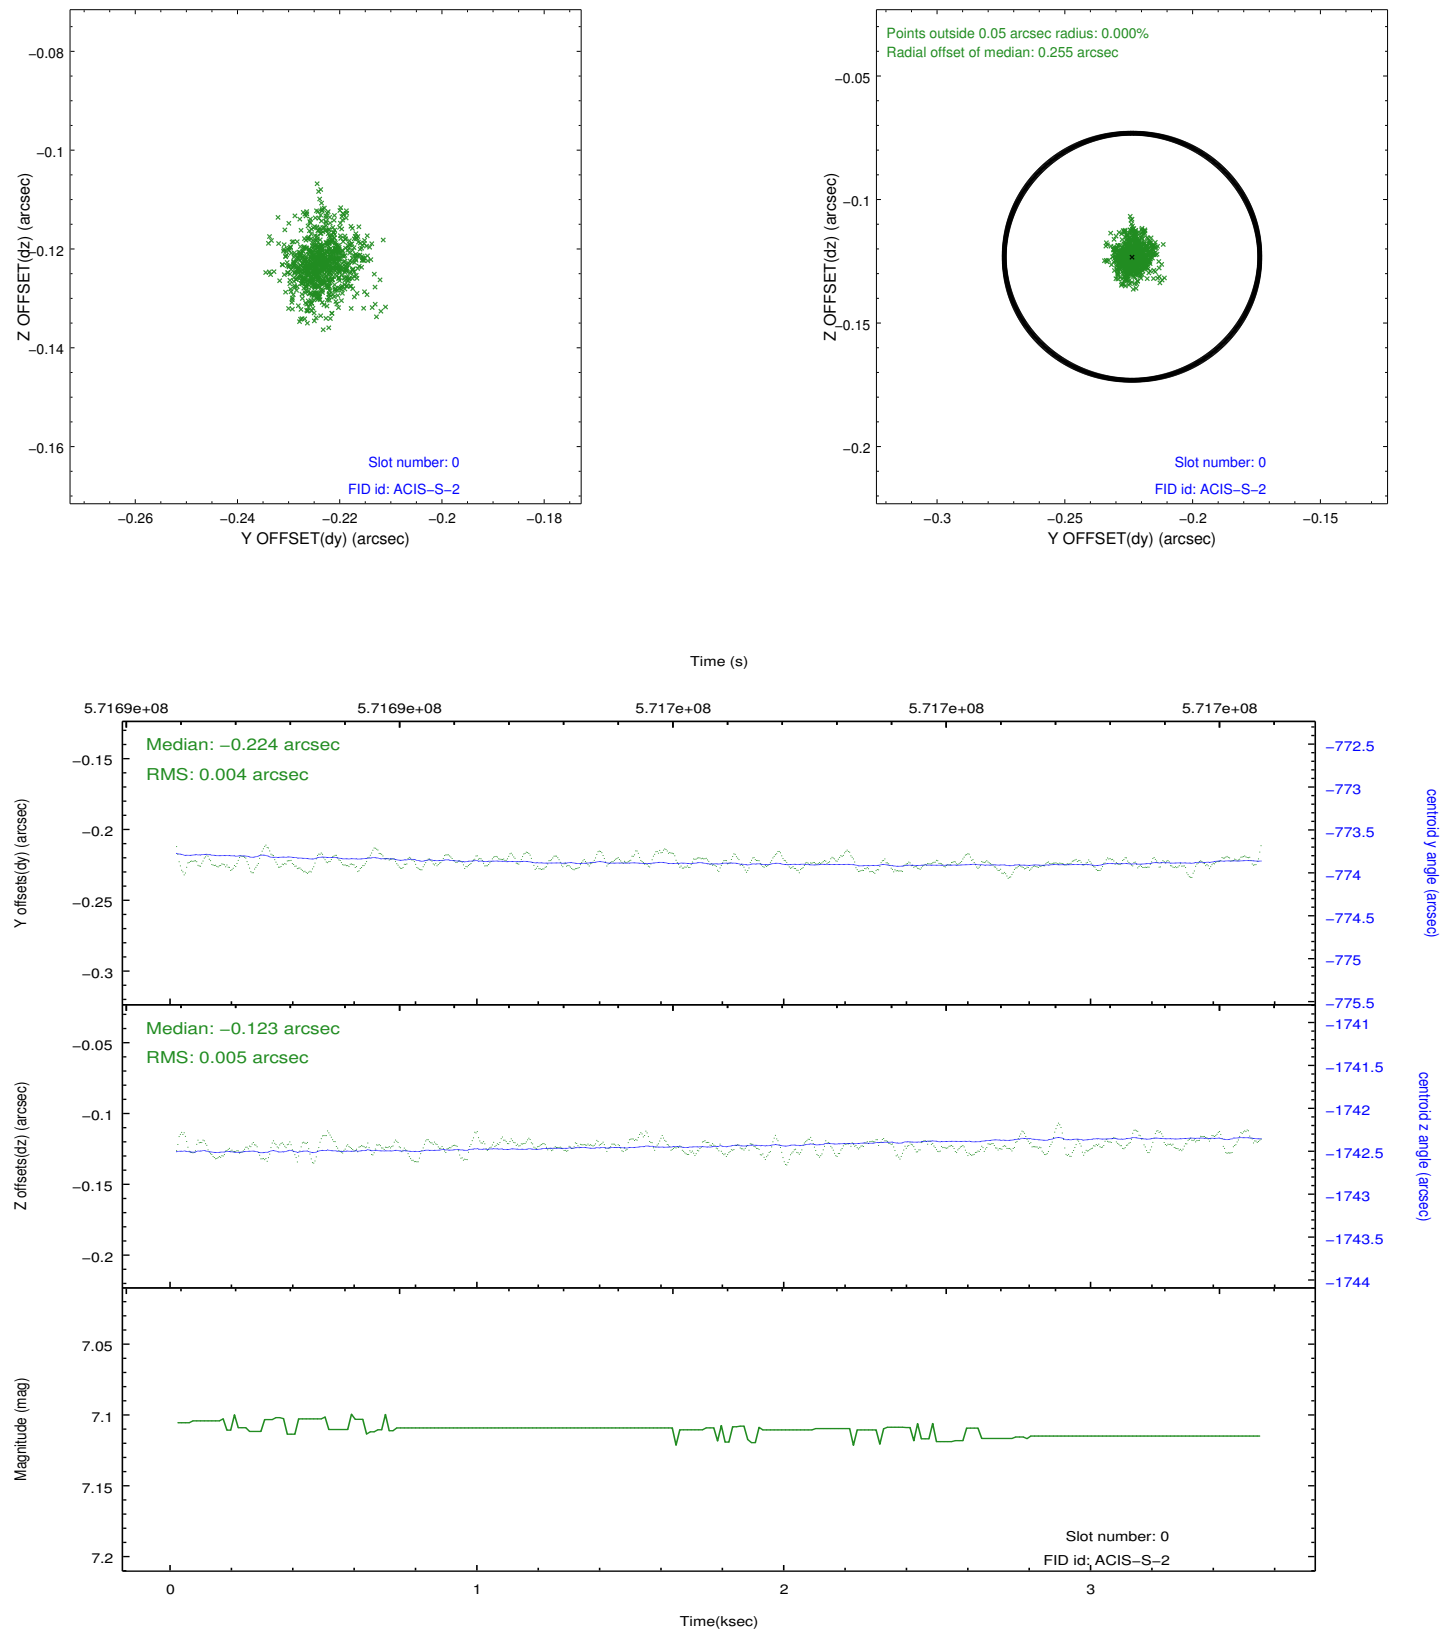 −0.08
−0.1
−0.12
−0.14
−0.16
Z OFFSET(dz) (arcsec)
Slot number: 0
FID id: ACIS−S−2
−0.26
−0.24
−0.22
−0.2
−0.18
Y OFFSET(dy) (arcsec)
Points outside 0.05 arcsec radius: 0.000%
Radial offset of median: 0.255 arcsec
−0.05
−0.1
−0.15
−0.2
Z OFFSET(dz) (arcsec)
Slot number: 0
FID id: ACIS−S−2
−0.3
−0.25
−0.2
−0.15
Y OFFSET(dy) (arcsec)
Time (s)
5.7169e+08
5.7169e+08
5.717e+08
5.717e+08
5.717e+08
Median: −0.224 arcsec
RMS: 0.004 arcsec
−0.15
−0.2
−0.25
−0.3
Y offsets(dy) (arcsec)
−772.5
−773
−773.5
−774
−774.5
−775
−775.5
centroid y angle (arcsec)
Median: −0.123 arcsec
RMS: 0.005 arcsec
−0.05
−0.1
−0.15
−0.2
Z offsets(dz) (arcsec)
−1741
−1741.5
−1742
−1742.5
−1743
−1743.5
−1744
centroid z angle (arcsec)
7.05
7.1
7.15
7.2
Magnitude (mag)
Slot number: 0
FID id: ACIS−S−2
0
1
2
3
Time(ksec)